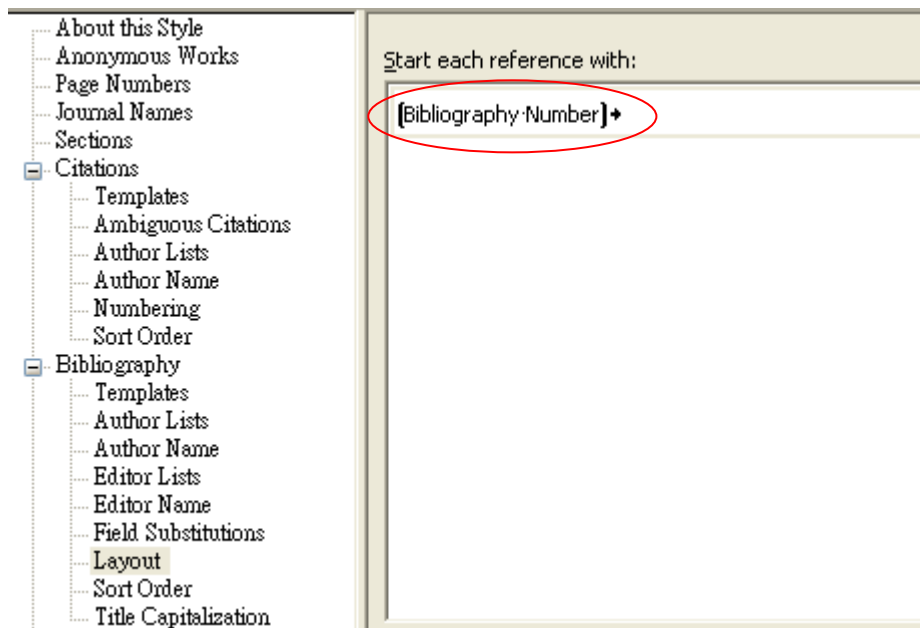 About this Style
Anonymous Works
Page Numbers
Journal Names
Sections
Citations
Templates
Ambiguous Citations
Author Lists
Author Name
Numbering
Sort Order
Bibliography
Templates
Author Lists
Author Name
Editor Lists
Editor Name
Field Substitutions
Layout
Sort Order
Title Capitalization
Start each reference with:
[Bibliography·Number]→